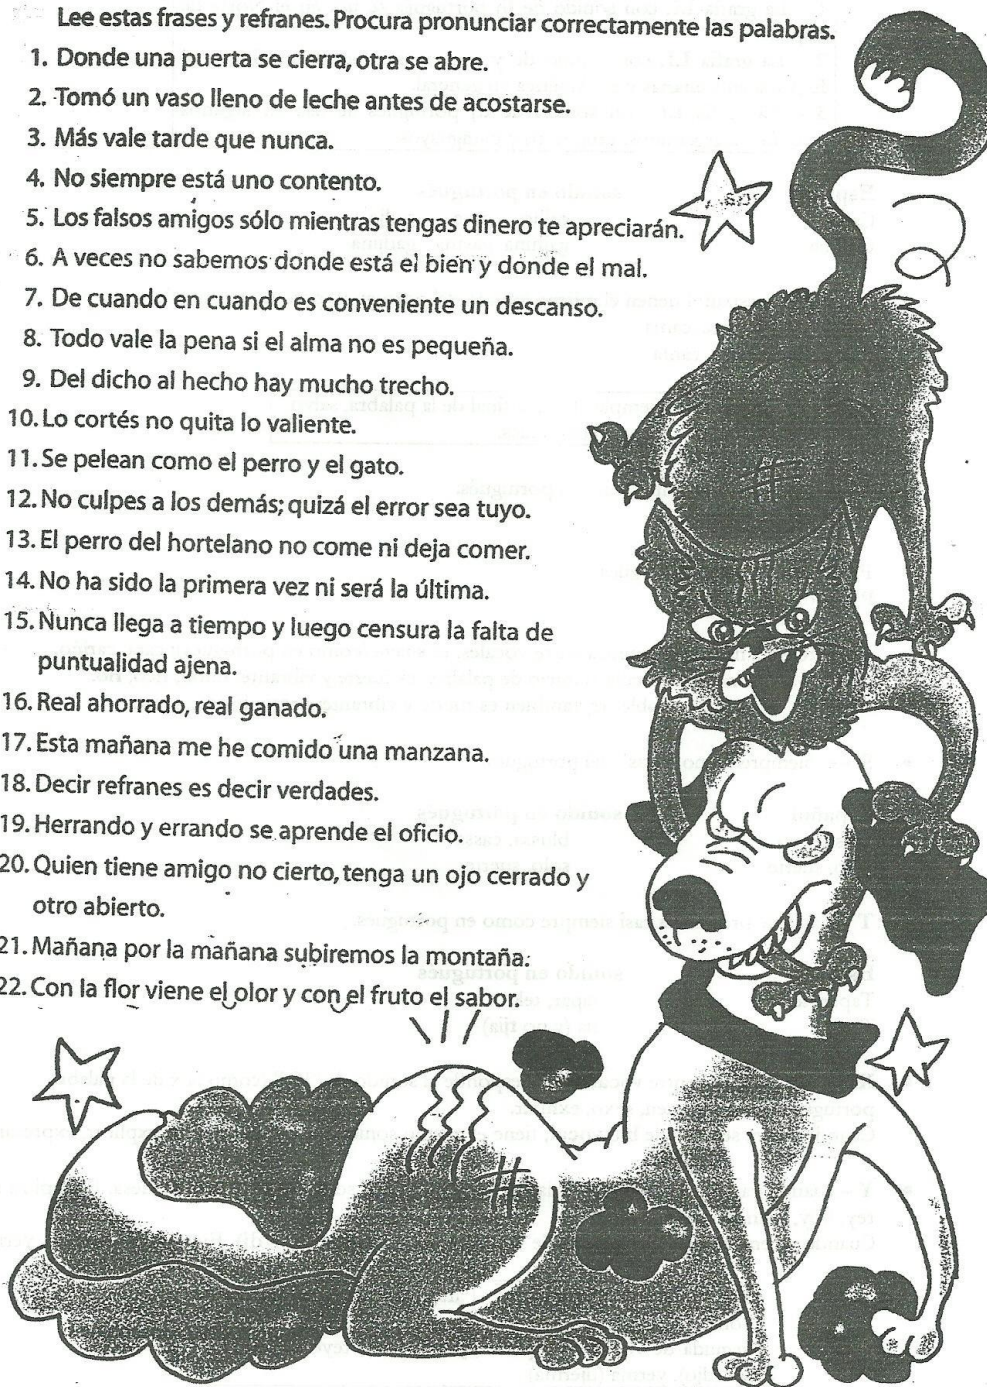 Lee estas frases y refranes. Procura pronunciar correctamente las palabras.
1. Donde una puerta se cierra, otra se abre.
2. Tomó un vaso lleno de leche antes de acostarse.
3. Más vale tarde que nunca.
4. No siempre está uno contento.
5. Los falsos amigos sólo mientras tengas dinero te apreciarán.
6. A veces no sabemos donde está el bien y donde el mal.
7. De cuando en cuando es conveniente un descanso.
8. Todo vale la pena si el alma no es pequeña.
9. Del dicho al hecho hay mucho trecho.
10. Lo cortés no quita lo valiente.
11. Se pelean como el perro y el gato.
12. No culpes a los demás; quizá el error sea tuyo.
13. El perro del hortelano no come ni deja comer.
14. No ha sido la primera vez ni será la última.
15. Nunca llega a tiempo y luego censura la falta de
puntualidad ajena.
16. Real ahorrado, real ganado.
17. Esta mañana me he comido una manzana.
18. Decir refranes es decir verdades.
19. Herrando y errando se aprende el oficio.
20. Quien tiene amigo no cierto, tenga un ojo cerrado y
otro abierto.
21. Mañana por la mañana subiremos la montaña.
22. Con la flor viene el olor y con el fruto el sabor.